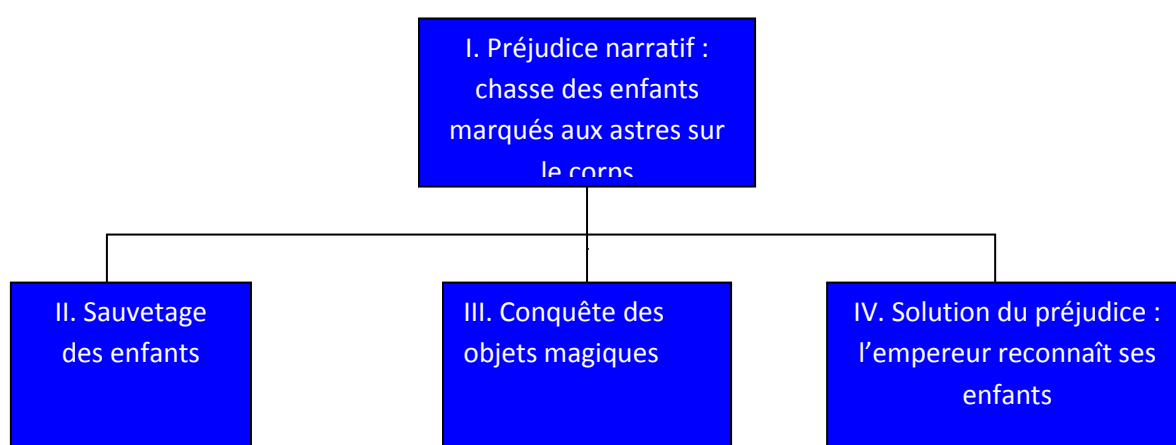 I. Préjudice narratif :
chasse des enfants
marqués aux astres sur
le corps
II. Sauvetage
des enfants
III. Conquête des
objets magiques
IV. Solution du préjudice :
l’empereur reconnaît ses
enfants